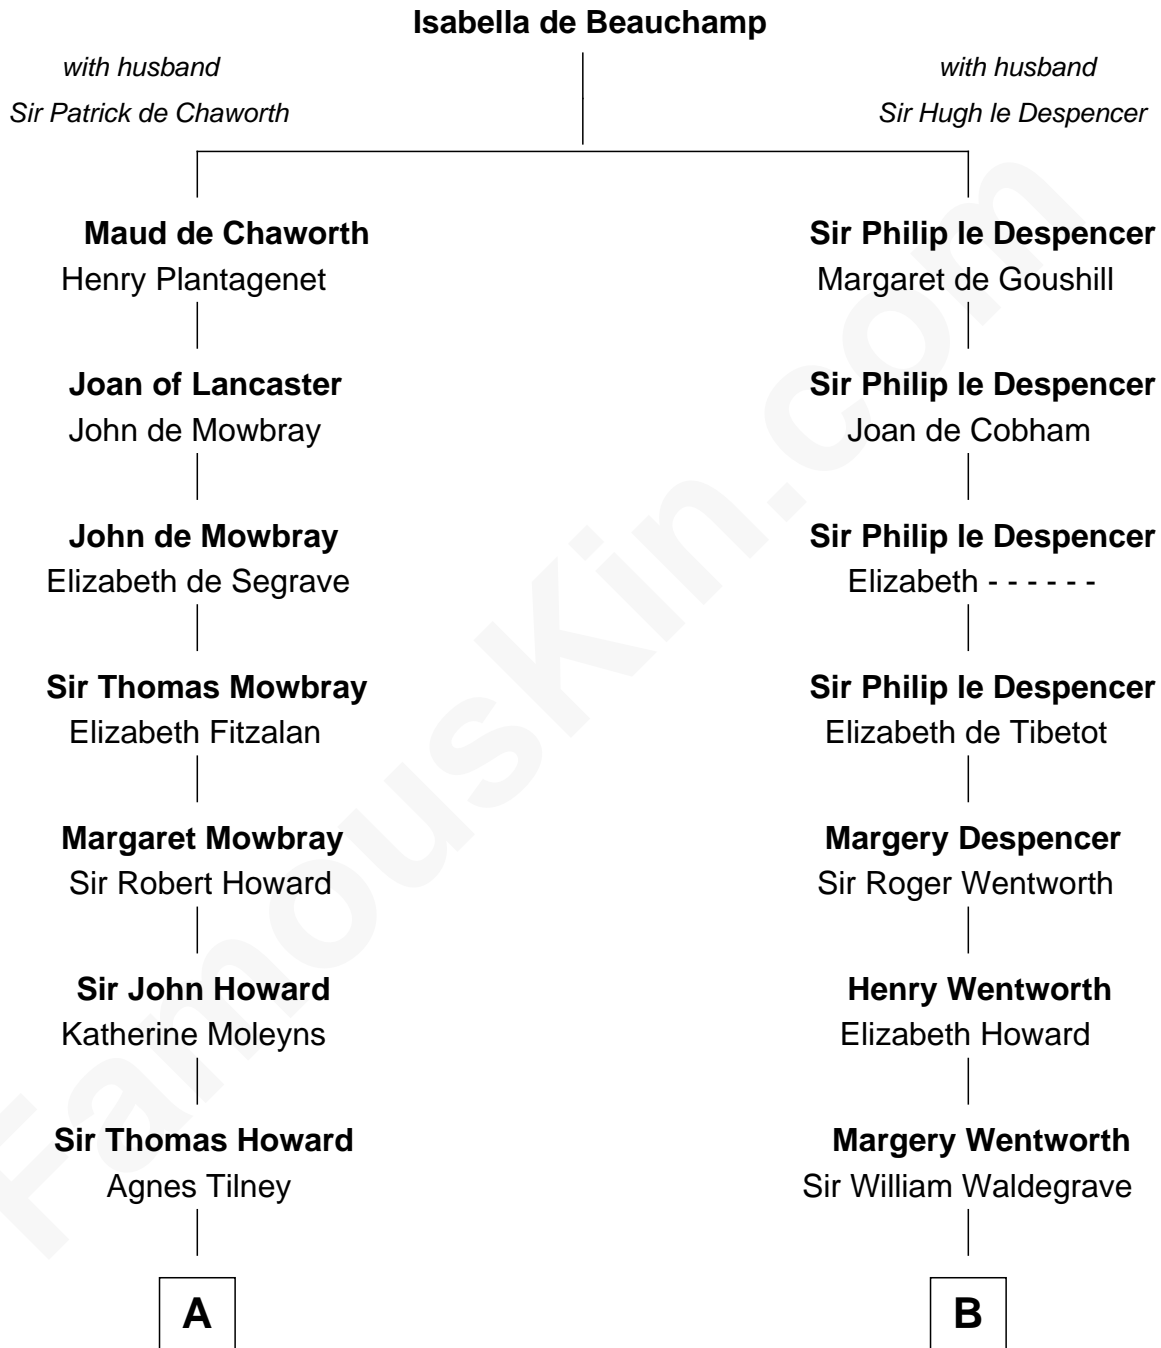 Isabella de Beauchamp
with husband
Sir Patrick de Chaworth
with husband
Sir Hugh le Despencer
Maud de Chaworth
Henry Plantagenet
Sir Philip le Despencer
Margaret de Goushill
Joan of Lancaster
John de Mowbray
Sir Philip le Despencer
Joan de Cobham
John de Mowbray
Elizabeth de Segrave
Sir Philip le Despencer
Elizabeth - - - - - -
Sir Thomas Mowbray
Elizabeth Fitzalan
Sir Philip le Despencer
Elizabeth de Tibetot
Margaret Mowbray
Sir Robert Howard
Margery Despencer
Sir Roger Wentworth
Sir John Howard
Katherine Moleyns
Henry Wentworth
Elizabeth Howard
Sir Thomas Howard
Agnes Tilney
Margery Wentworth
Sir William Waldegrave
A
B
FamousKin.com